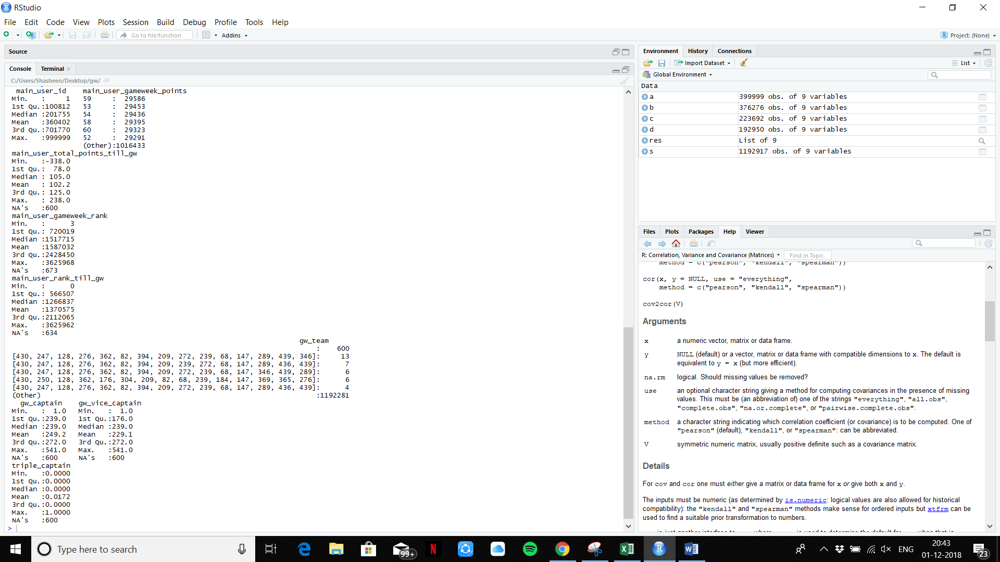 RStudio
File Edit Code View Plots Session Build Debug Profile Tools Help
Go to file/function Addins Project: (None)
Source
Console Terminal
C:/Users/Shasheen/Desktop/gw/
main_user_id main_user_gameweek_points
Min. : 1 59 : 29586
1st Qu.:100812 53 : 29453
Median :201755 54 : 29436
Mean :360402 58 : 29395
3rd Qu.:701770 60 : 29323
Max. :999999 52 : 29291
(Other):1016433
main_user_total_points_till_gw
Min. :-338.0
1st Qu.: 78.0
Median : 105.0
Mean : 102.2
3rd Qu.: 125.0
Max. : 238.0
NA's :600
main_user_gameweek_rank
Min. : 3
1st Qu.: 720019
Median :1517715
Mean :1587032
3rd Qu.:2428450
Max. :3625968
NA's :673
main_user_rank_till_gw
Min. : 0
1st Qu.: 566507
Median :1266837
Mean :1370575
3rd Qu.:2112065
Max. :3625962
NA's :634
gw_team
: 600
[430, 247, 128, 276, 362, 82, 394, 209, 272, 239, 68, 147, 289, 439, 346]: 13
[430, 247, 128, 276, 362, 82, 394, 209, 239, 272, 68, 147, 289, 436, 439]: 7
[430, 247, 128, 276, 362, 82, 394, 209, 272, 239, 68, 147, 346, 439, 289]: 6
[430, 250, 128, 362, 176, 304, 209, 82, 68, 239, 184, 147, 369, 365, 276]: 6
[430, 247, 128, 276, 362, 82, 394, 209, 272, 239, 68, 147, 289, 436, 439]: 4
(Other) :1192281
gw_captain gw_vice_captain
Min. : 1.0 Min. : 1.0
1st Qu.:239.0 1st Qu.:176.0
Median :239.0 Median :239.0
Mean :249.2 Mean :229.1
3rd Qu.:272.0 3rd Qu.:272.0
Max. :541.0 Max. :541.0
NA's :600 NA's :600
triple_captain
Min. :0.0000
1st Qu.:0.0000
Median :0.0000
Mean :0.0172
3rd Qu.:0.0000
Max. :1.0000
NA's :600
>
Environment History Connections
Import Dataset List
Global Environment
Data
a 399999 obs. of 9 variables
b 376276 obs. of 9 variables
c 223692 obs. of 9 variables
d 192950 obs. of 9 variables
res List of 9
s 1192917 obs. of 9 variables
Files Plots Packages Help Viewer
R: Correlation, Variance and Covariance (Matrices) Find in Topic
method = c("pearson", "kendall", "spearman"))
cor(x, y = NULL, use = "everything",
method = c("pearson", "kendall", "spearman"))
cov2cor(V)
Arguments
x a numeric vector, matrix or data frame.
y NULL (default) or a vector, matrix or data frame with compatible dimensions to x. The default is
equivalent to y = x (but more efficient).
na.rm logical. Should missing values be removed?
use an optional character string giving a method for computing covariances in the presence of missing
values. This must be (an abbreviation of) one of the strings "everything", "all.obs",
"complete.obs", "na.or.complete", or "pairwise.complete.obs".
method a character string indicating which correlation coefficient (or covariance) is to be computed. One of
"pearson" (default), "kendall", or "spearman": can be abbreviated.
V symmetric numeric matrix, usually positive definite such as a covariance matrix.
Details
For cov and cor one must either give a matrix or data frame for x or give both x and y.
The inputs must be numeric (as determined by is.numeric: logical values are also allowed for historical
compatibility): the "kendall" and "spearman" methods make sense for ordered inputs but xtfrm can be
used to find a suitable prior transformation to numbers.
Type here to search
99+
ENG
20:43
01-12-2018
23